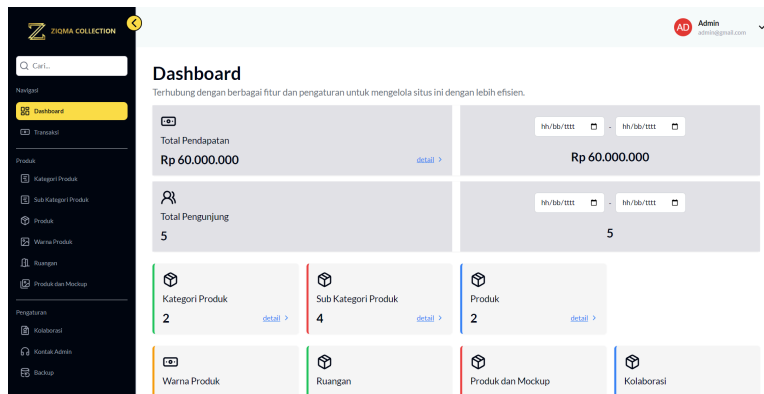 ZIQMA COLLECTION
Cari...
Navigasi
Dashboard
Transaksi
Produk
Kategori Produk
Sub Kategori Produk
Produk
Warna Produk
Ruangan
Produk dan Mockup
Pengaturan
Kolaborasi
Kontak Admin
Backup
AD
Admin
admin@gmail.com
Dashboard
Terhubung dengan berbagai fitur dan pengaturan untuk mengelola situs ini dengan lebih efisien.
Total Pendapatan
Rp 60.000.000
detail >
hh/bb/tttt - hh/bb/tttt
Rp 60.000.000
Total Pengunjung
5
hh/bb/tttt - hh/bb/tttt
5
Kategori Produk
2
detail >
Sub Kategori Produk
4
detail >
Produk
2
detail >
Warna Produk
Ruangan
Produk dan Mockup
Kolaborasi